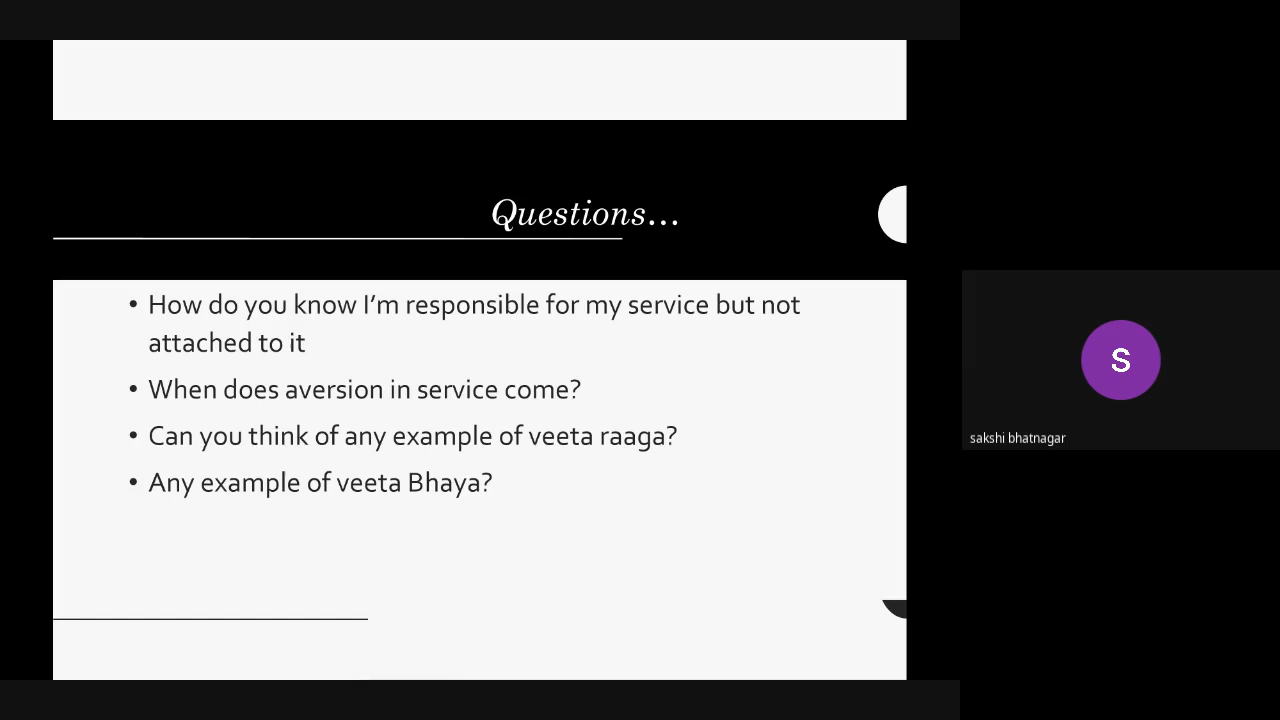 Questions...
• How do you know I’m responsible for my service but not
attached to it
• When does aversion in service come?
• Can you think of any example of veeta raaga?
• Any example of veeta Bhaya?
S
sakshi bhatnagar